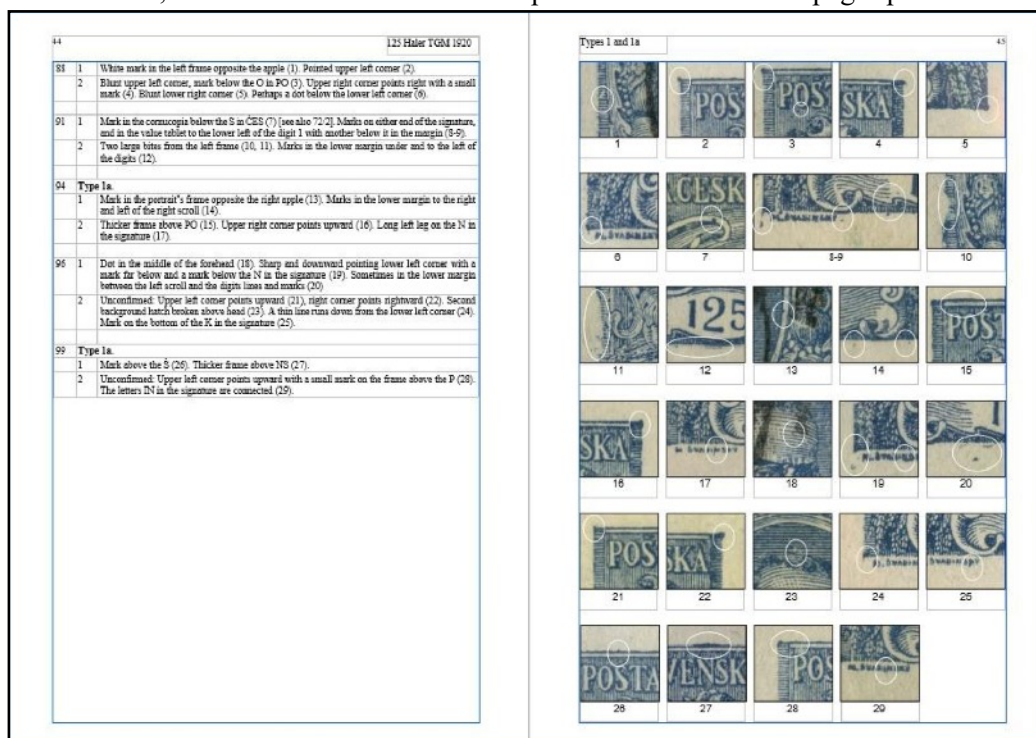 44 125 Haler TGM 1920
88 1 White mark in the left frame opposite the apple (1). Pointed upper left corner (2).
2 Blunt upper left corner, mark below the O in PO (3). Upper right corner points right with a small
mark (4). Blunt lower right corner (5). Perhaps a dot below the lower left corner (6).
91 1 Mark in the cornucopia below the S in ČES (7) [see also 72/2]. Marks on either end of the signature,
and in the value tablet to the lower left of the digit 1 with another below it in the margin (8-9).
2 Two large bites from the left frame (10, 11). Marks in the lower margin under and to the left of
the digits (12).
94 Type 1a.
1 Mark in the portrait's frame opposite the right apple (13). Marks in the lower margin to the right
and left of the right scroll (14).
2 Thicker frame above PO (15). Upper right corner points upward (16). Long left leg on the N in
the signature (17).
96 1 Dot in the middle of the forehead (18). Sharp and downward pointing lower left corner with a
mark far below and a mark below the N in the signature (19). Sometimes in the lower margin
between the left scroll and the digits lines and marks (20)
2 Unconfirmed: Upper left corner points upward (21), right corner points rightward (22). Second
background hatch broken above head (23). A thin line runs down from the lower left corner (24).
Mark on the bottom of the K in the signature (25).
99 Type 1a.
1 Mark above the Š (26). Thicker frame above NS (27).
2 Unconfirmed: Upper left corner points upward with a small mark on the frame above the P (28).
The letters IN in the signature are connected (29).
Types 1 and 1a 45
POŠ POŠ SKA
1 2 3 4 5
ČESK
6 7 8-9 10
125 POŠ
11 12 13 14 15
SKA 1
16 17 18 19 20
POŠ SKA
21 22 23 24 25
POŠTA VENSK POŠ
26 27 28 29